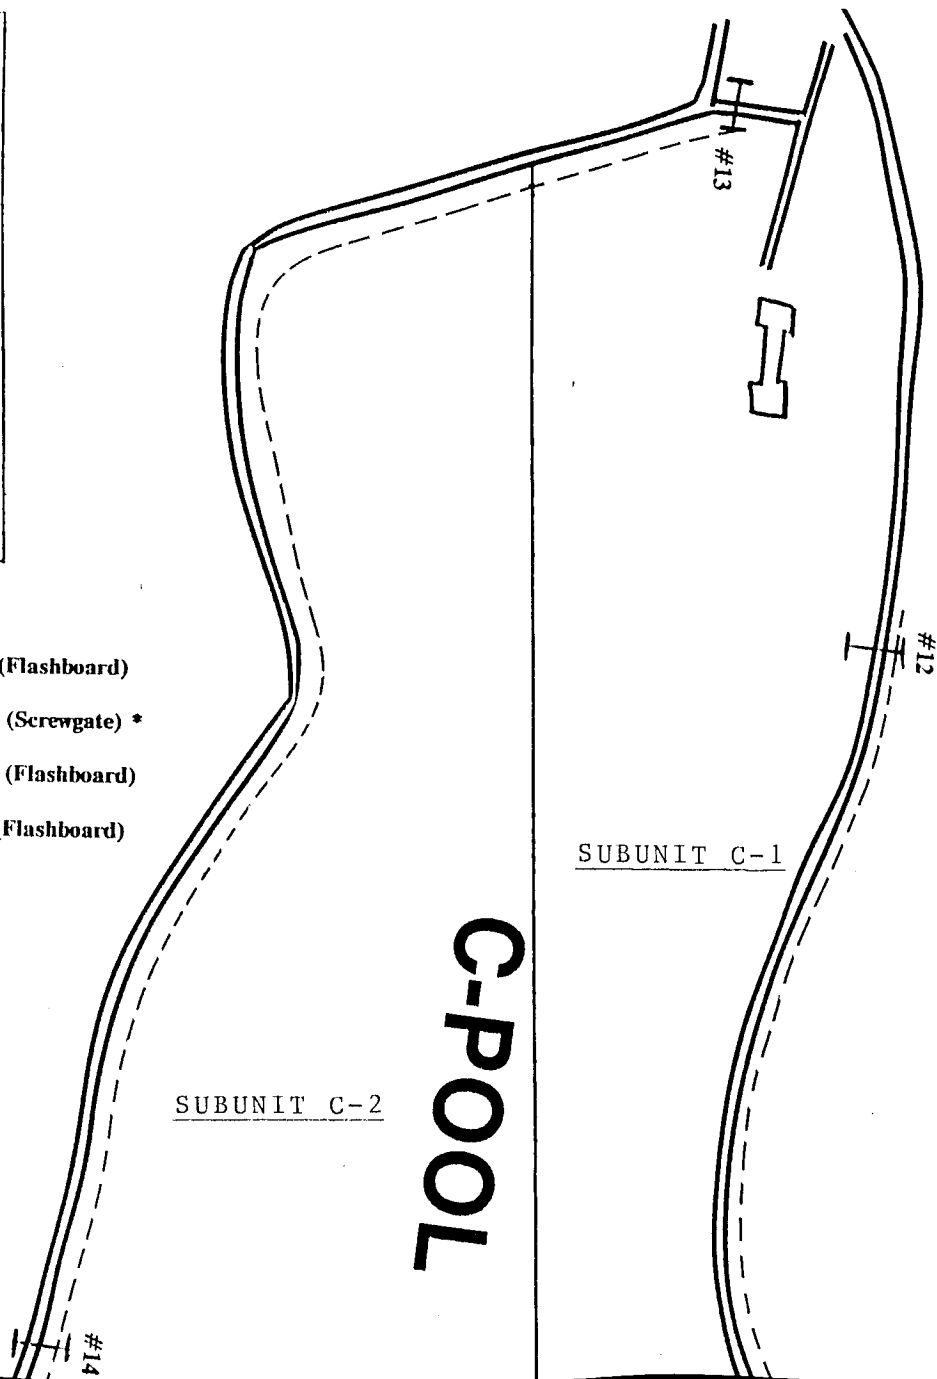 #13
#12
(Flashboard)
(Screwgate) *
(Flashboard)
Flashboard)
SUBUNIT C-1
C-POOL
SUBUNIT C-2
#14